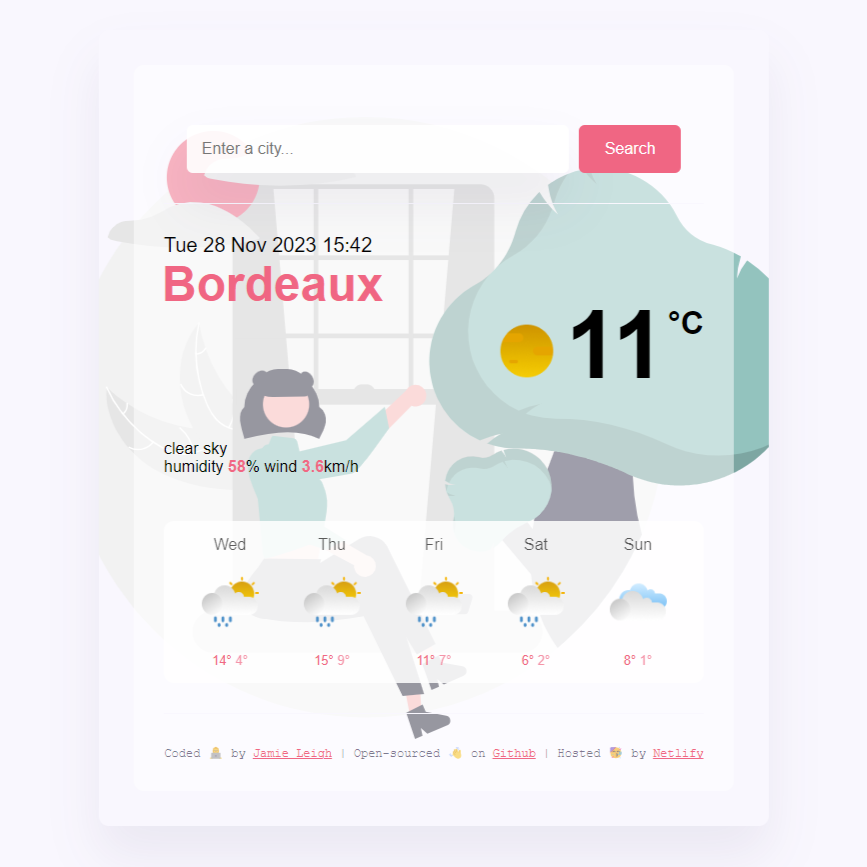 Enter a city...
Search
Tue 28 Nov 2023 15:42
Bordeaux
11 °C
clear sky
humidity 58% wind 3.6km/h
Wed Thu Fri Sat Sun
14° 4° 15° 9° 11° 7° 6° 2° 8° 1°
Coded 👩‍💻 by Jamie Leigh | Open-sourced 👋 on Github | Hosted 🥞 by Netlify